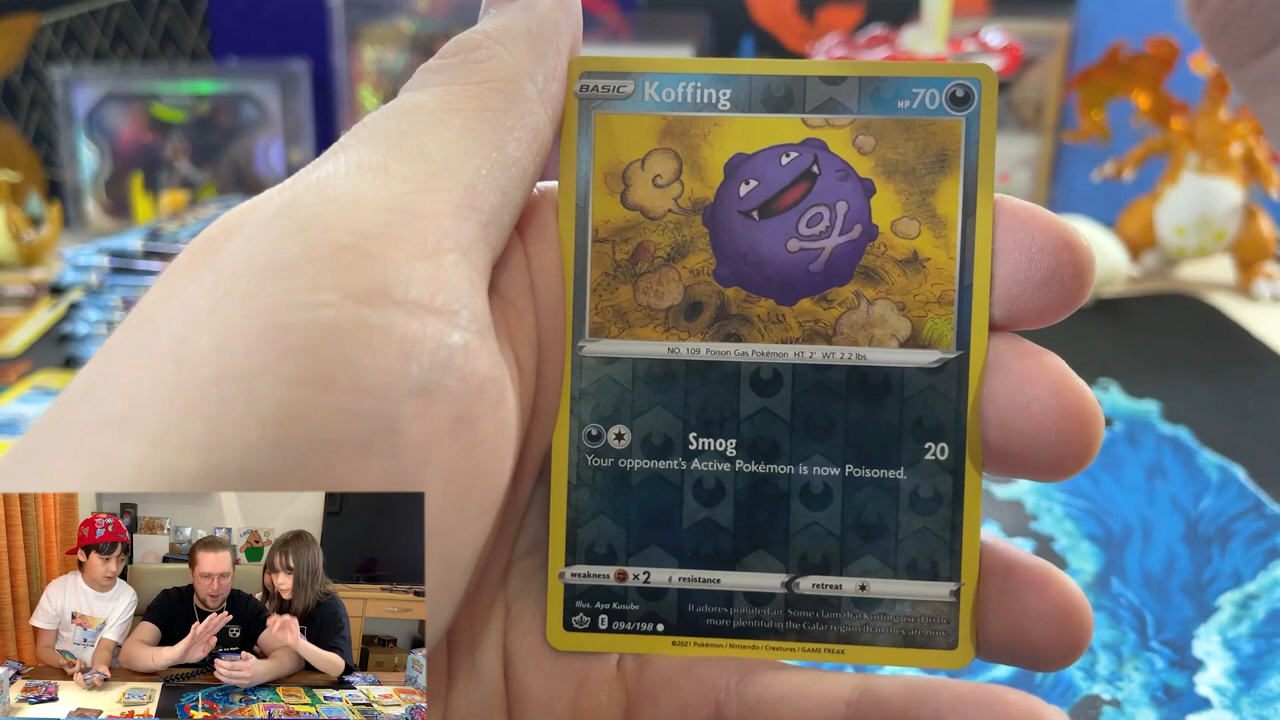 BASIC Koffing HP 70
NO. 109 Poison Gas Pokémon HT. 2' WT. 2.2 lbs.
Smog 20
Your opponent's Active Pokémon is now Poisoned.
weakness ×2 resistance retreat
Illus. Aya Kusube
It adores polluted air. Some claim that Koffing used to be
more plentiful in the Galar region than they are now.
E 094/198
©2021 Pokémon / Nintendo / Creatures / GAME FREAK